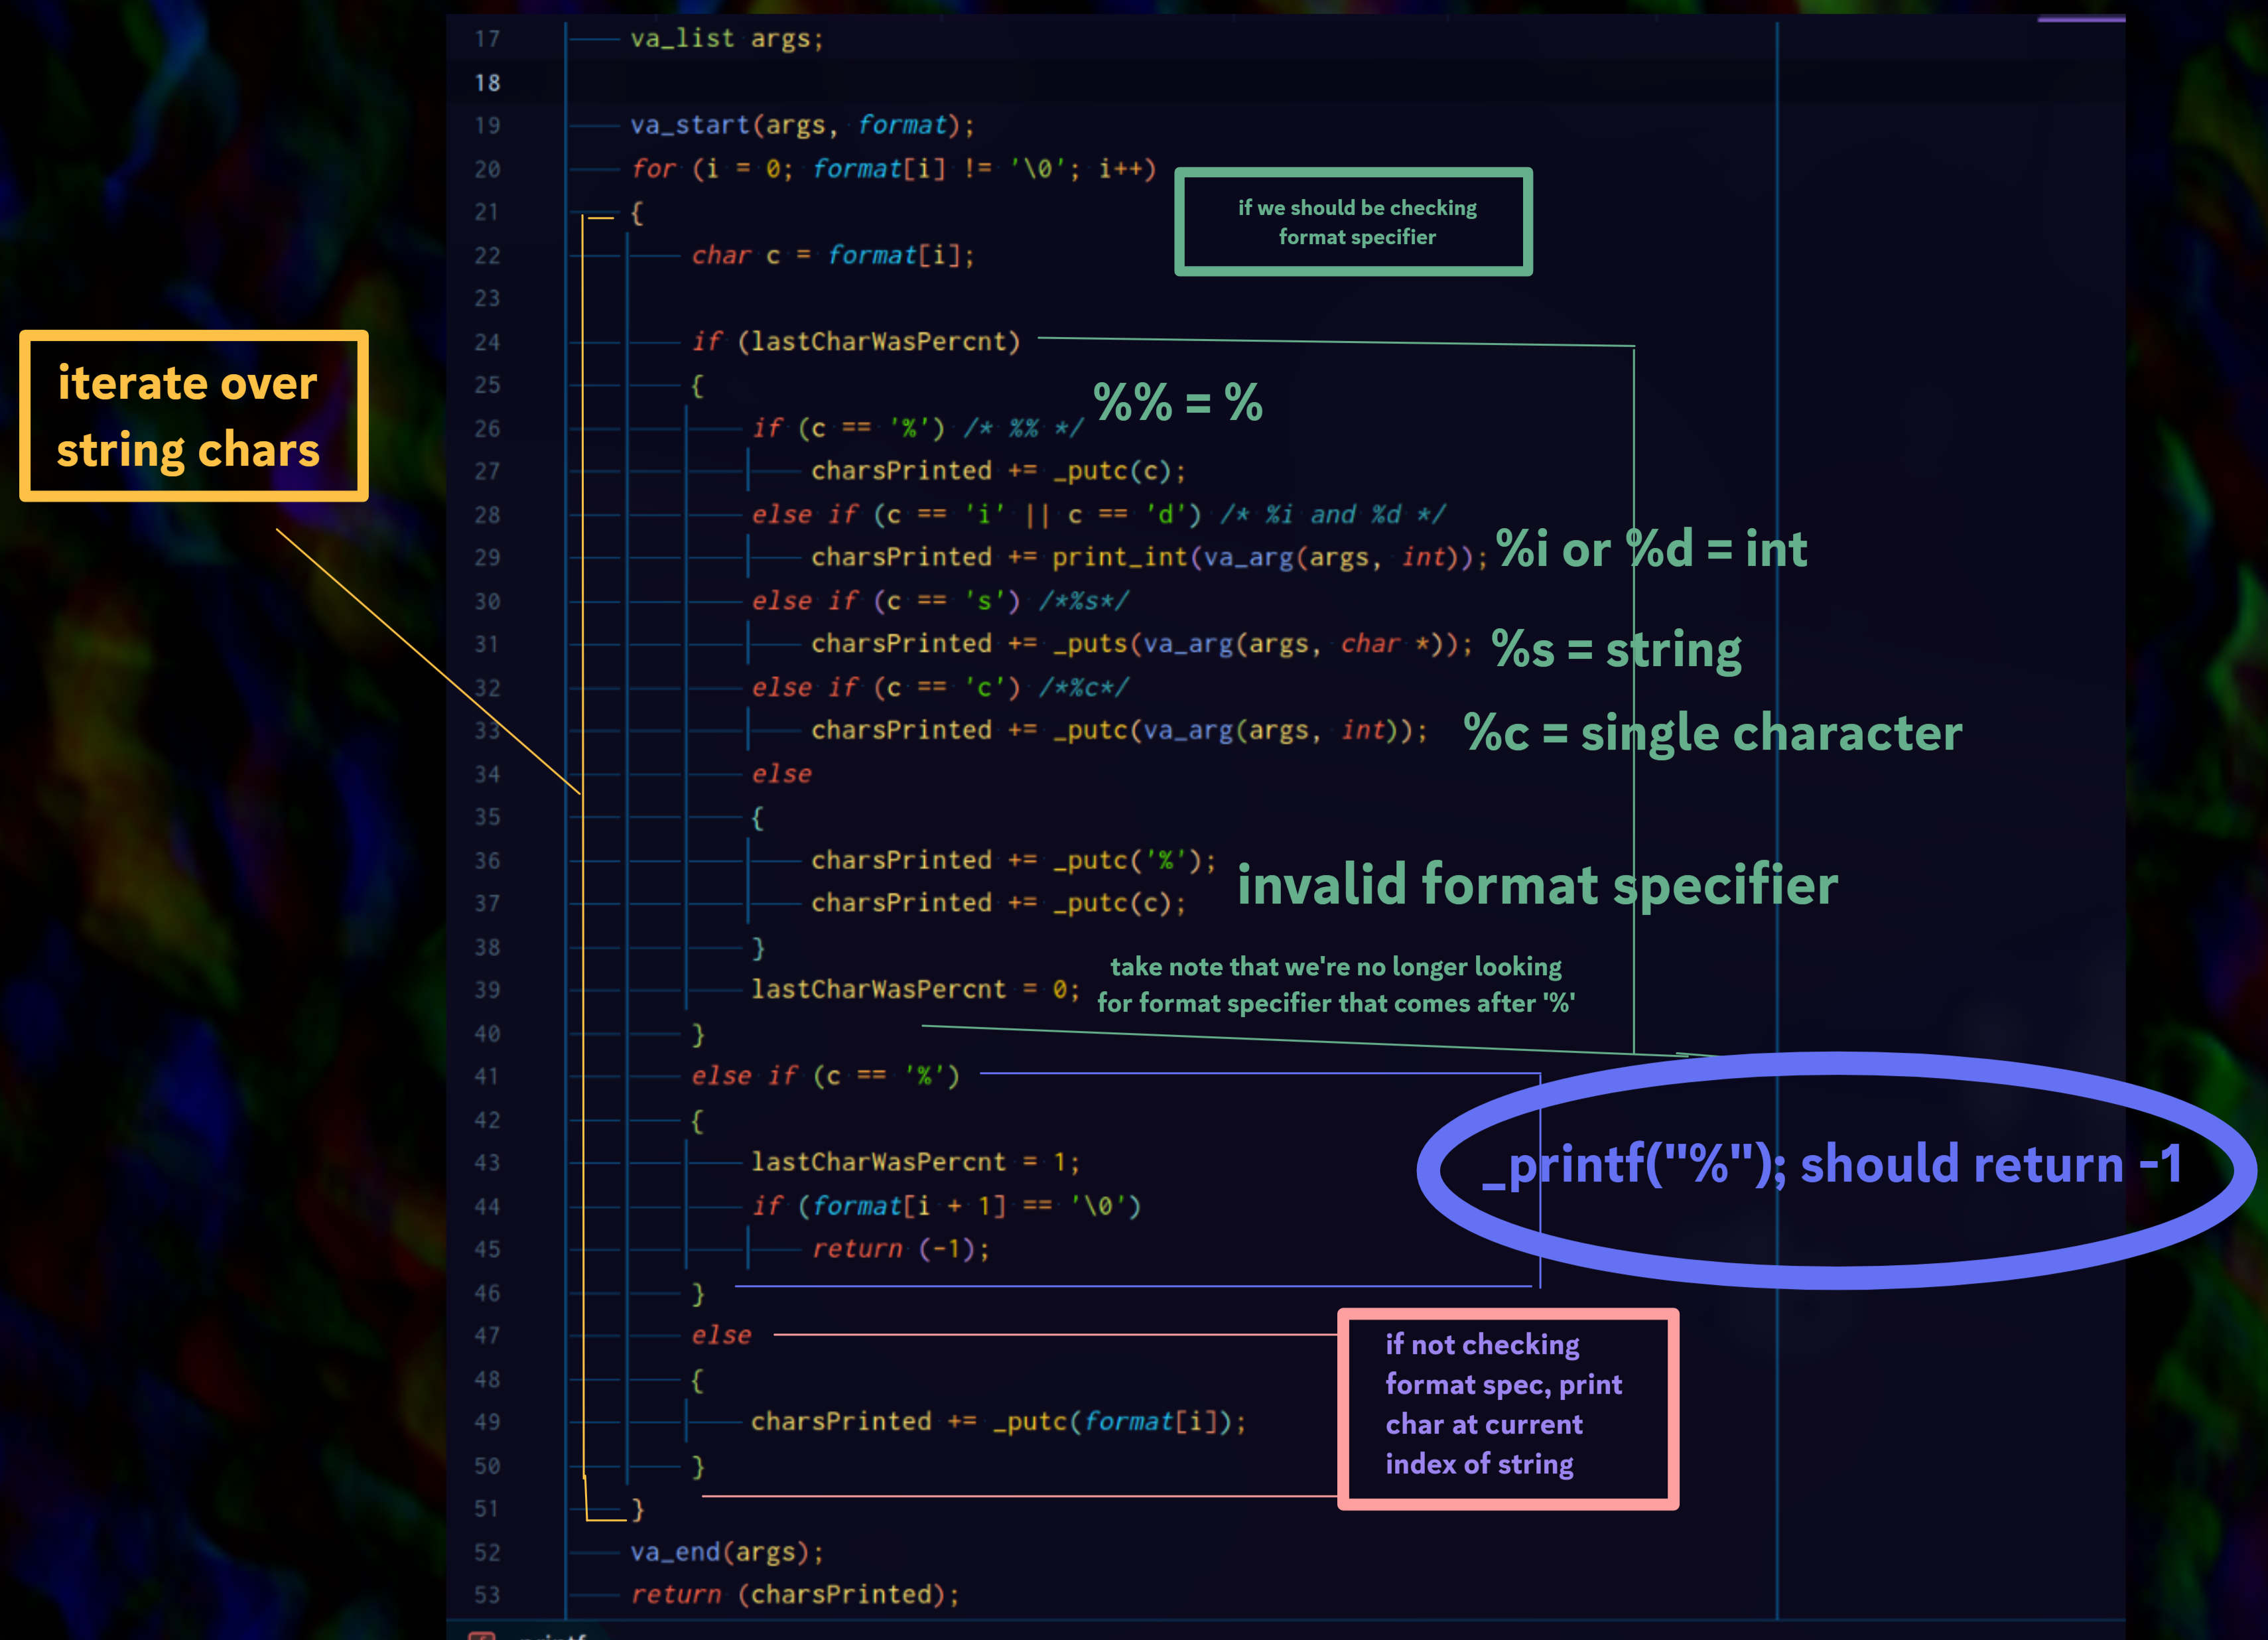 17 va_list args;
18
19 va_start(args, format);
20 for (i = 0; format[i] != '\0'; i++)
if we should be checking
format specifier
21 {
22 char c = format[i];
23
24 if (lastCharWasPercnt)
iterate over
string chars
25 {
%% = %
26 if (c == '%') /* %% */
27 charsPrinted += _putc(c);
28 else if (c == 'i' || c == 'd') /* %i and %d */
29 charsPrinted += print_int(va_arg(args, int));
%i or %d = int
30 else if (c == 's') /*%s*/
31 charsPrinted += _puts(va_arg(args, char *));
%s = string
32 else if (c == 'c') /*%c*/
33 charsPrinted += _putc(va_arg(args, int));
%c = single character
34 else
35 {
36 charsPrinted += _putc('%');
invalid format specifier
37 charsPrinted += _putc(c);
38 }
take note that we're no longer looking
for format specifier that comes after '%'
39 lastCharWasPercnt = 0;
40 }
41 else if (c == '%')
42 {
43 lastCharWasPercnt = 1;
_printf("%"); should return -1
44 if (format[i + 1] == '\0')
45 return (-1);
46 }
47 else
if not checking
format spec, print
char at current
index of string
48 {
49 charsPrinted += _putc(format[i]);
50 }
51 }
52 va_end(args);
53 return (charsPrinted);